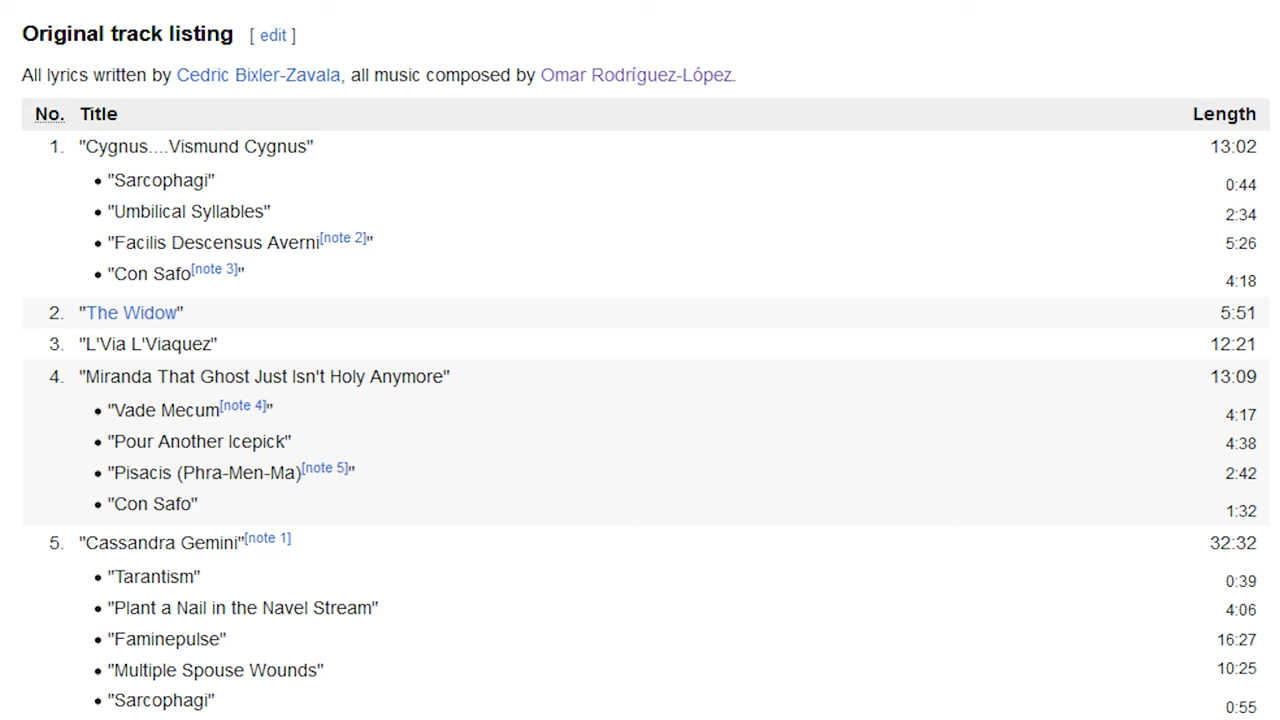 Original track listing [ edit ]
All lyrics written by Cedric Bixler-Zavala, all music composed by Omar Rodríguez-López.
No. Title Length
1. "Cygnus....Vismund Cygnus" 13:02
• "Sarcophagi" 0:44
• "Umbilical Syllables" 2:34
• "Facilis Descensus Averni[note 2]" 5:26
• "Con Safo[note 3]" 4:18
2. "The Widow" 5:51
3. "L'Via L'Viaquez" 12:21
4. "Miranda That Ghost Just Isn't Holy Anymore" 13:09
• "Vade Mecum[note 4]" 4:17
• "Pour Another Icepick" 4:38
• "Pisacis (Phra-Men-Ma)[note 5]" 2:42
• "Con Safo" 1:32
5. "Cassandra Gemini"[note 1] 32:32
• "Tarantism" 0:39
• "Plant a Nail in the Navel Stream" 4:06
• "Faminepulse" 16:27
• "Multiple Spouse Wounds" 10:25
• "Sarcophagi" 0:55